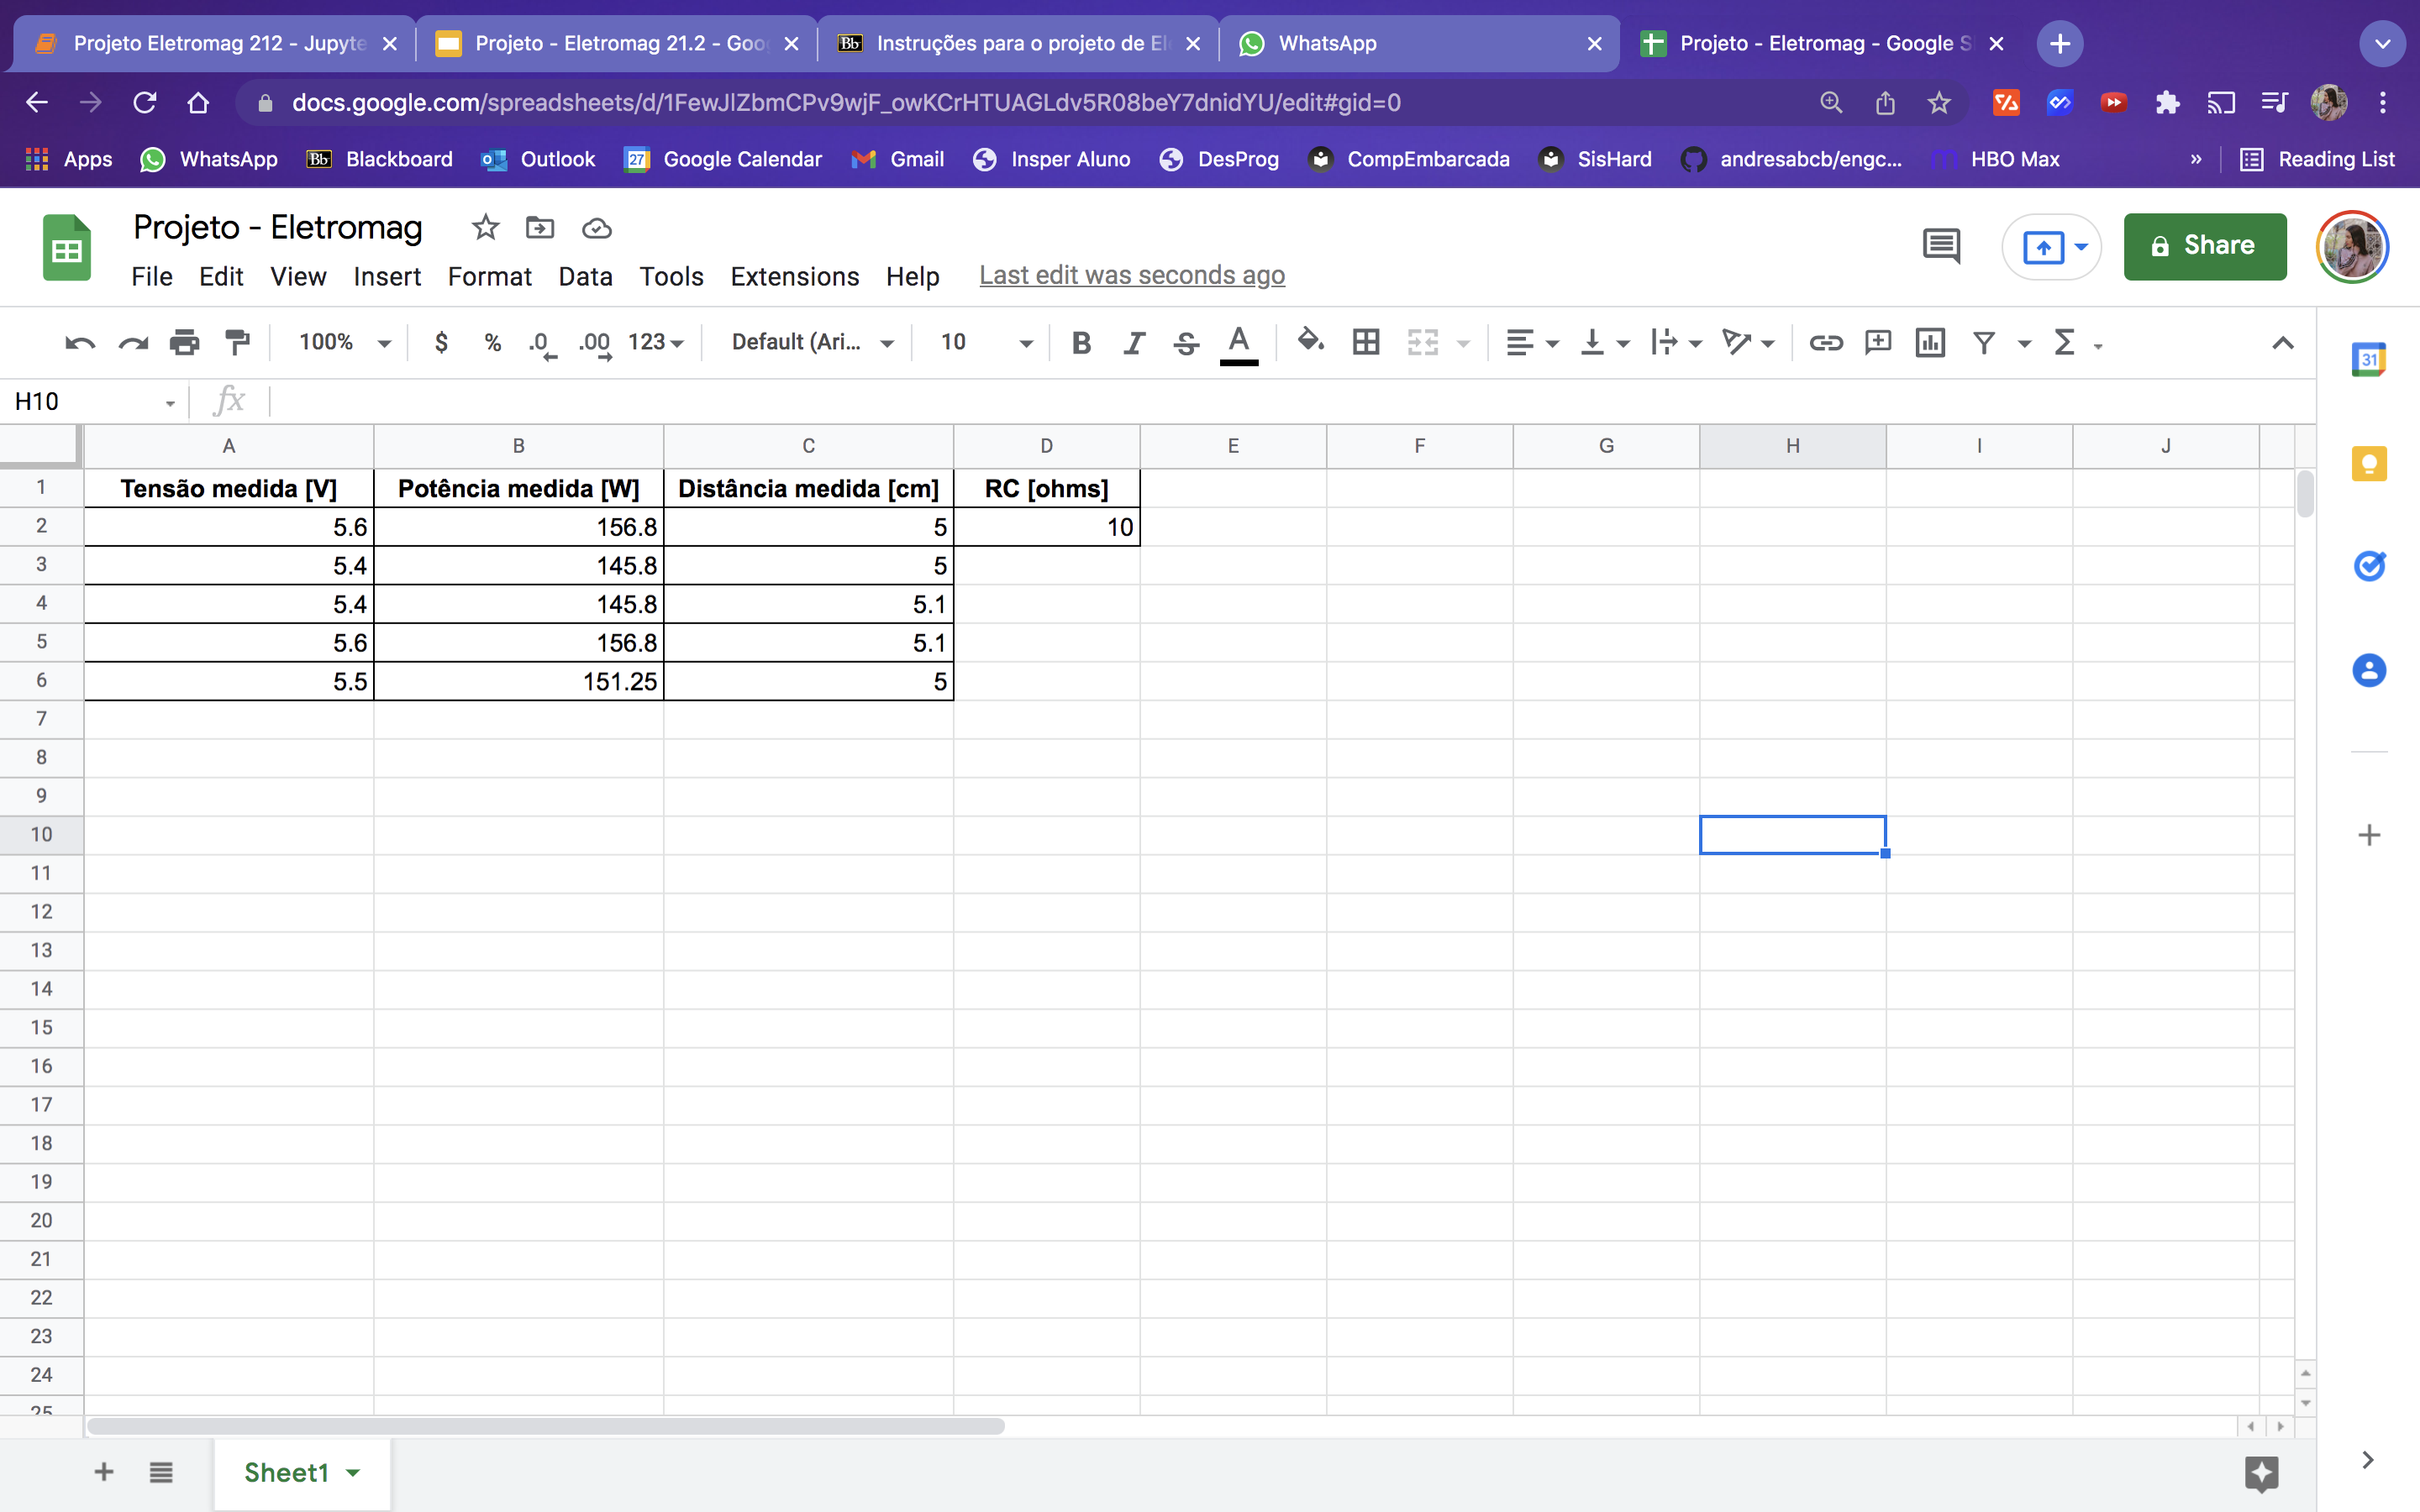 Projeto Eletromag 212 - Jupyte
Projeto - Eletromag 21.2 - Goo
Instruções para o projeto de El
WhatsApp
Projeto - Eletromag - Google S
docs.google.com/spreadsheets/d/1FewJlZbmCPv9wjF_owKCrHTUAGLdv5R08beY7dnidYU/edit#gid=0
Apps WhatsApp Bb Blackboard Outlook 27 Google Calendar Gmail Insper Aluno DesProg CompEmbarcada SisHard andresabcb/engc... HBO Max » Reading List
Projeto - Eletromag
File Edit View Insert Format Data Tools Extensions Help Last edit was seconds ago
Share
100% $ % .0 .00 123 Default (Ari... 10 B I S A Σ
31
H10 fx
A B C D E F G H I J
1 Tensão medida [V] Potência medida [W] Distância medida [cm] RC [ohms]
2 5.6 156.8 5 10
3 5.4 145.8 5
4 5.4 145.8 5.1
5 5.6 156.8 5.1
6 5.5 151.25 5
7
8
9
10
11
12
13
14
15
16
17
18
19
20
21
22
23
24
25
Sheet1